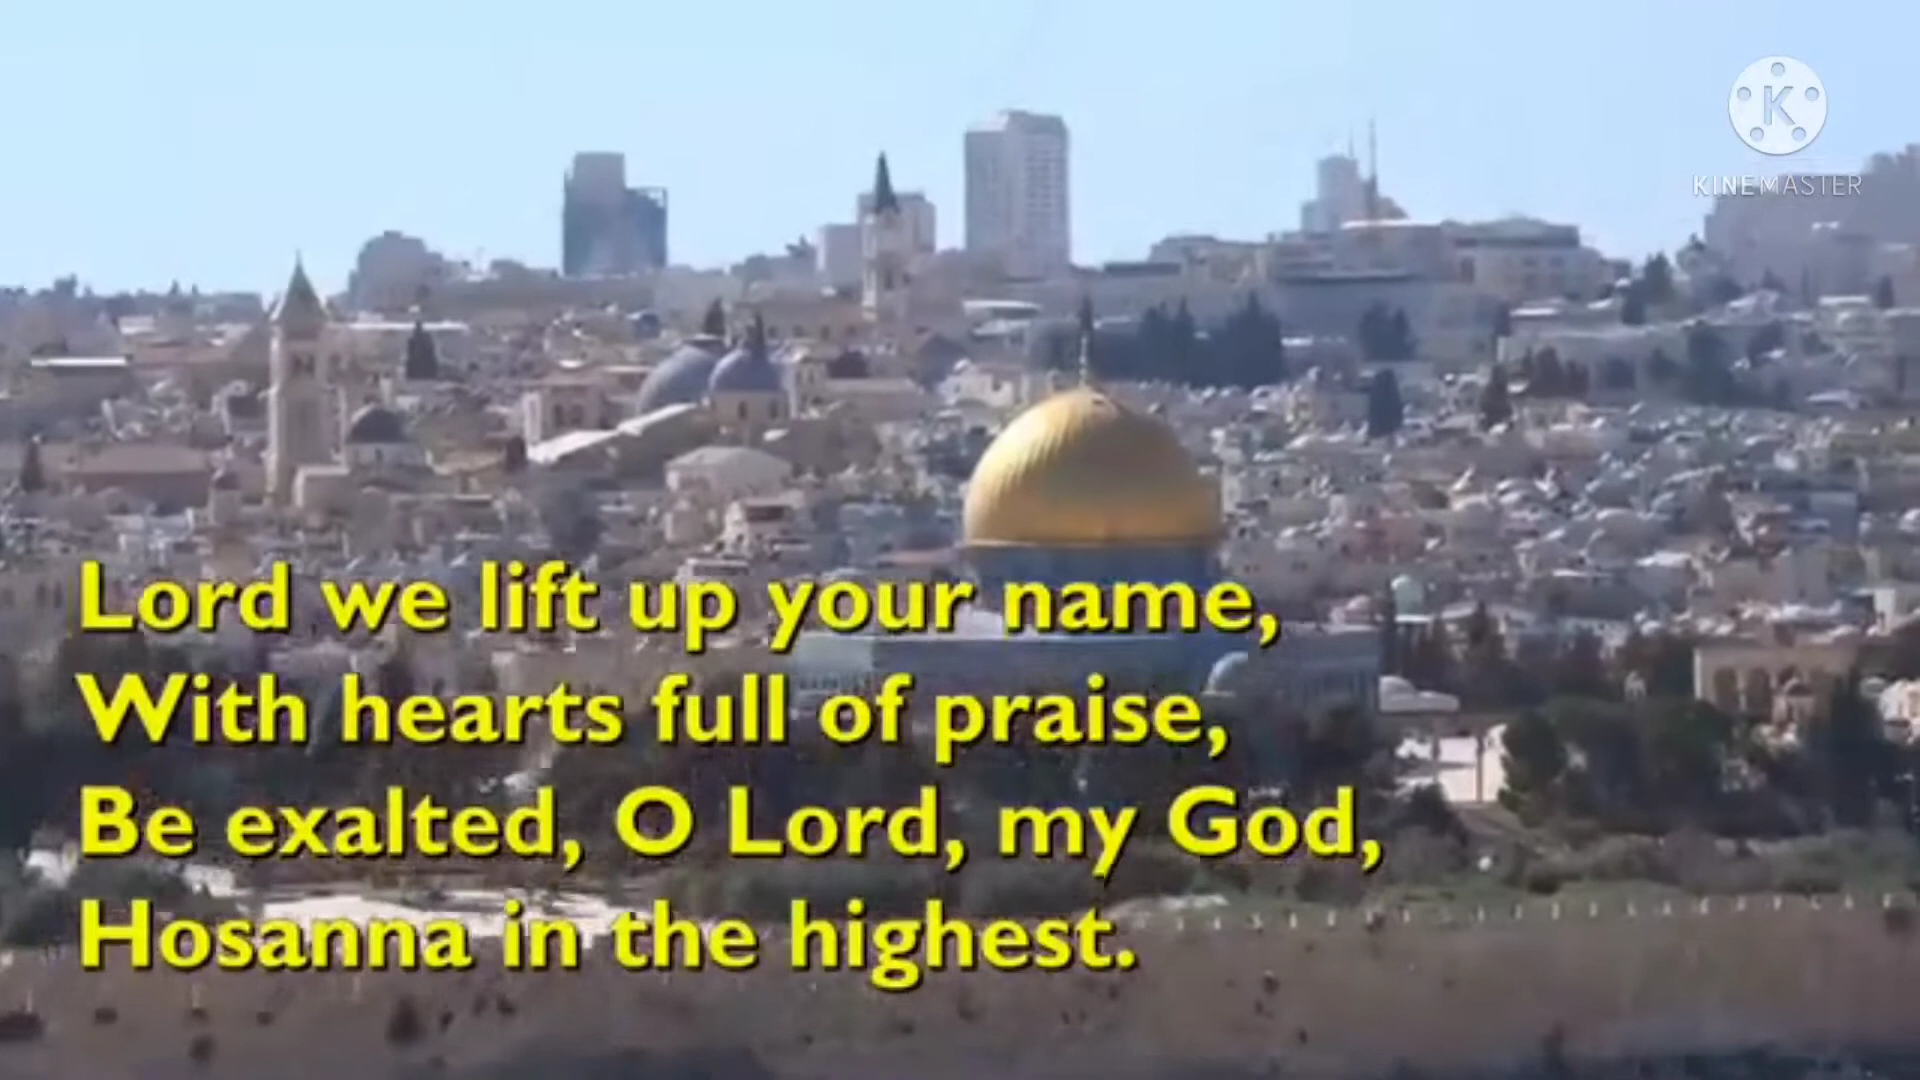 K
KINEMASTER
Lord we lift up your name,
With hearts full of praise,
Be exalted, O Lord, my God,
Hosanna in the highest.